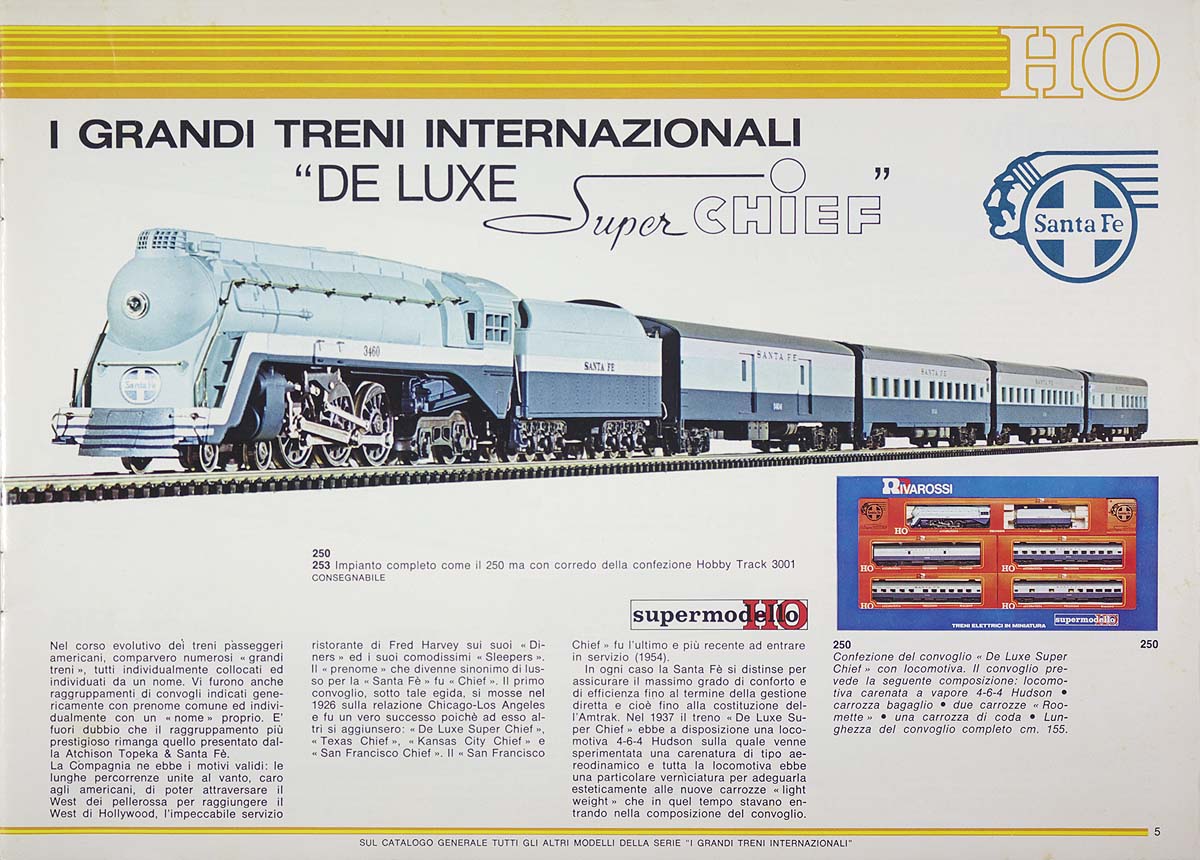 HO
I GRANDI TRENI INTERNAZIONALI
“DE LUXE Super CHiEF”
Santa Fe
3460
Santa Fe
SANTA FE
SANTA FE
SANTA FE
SANTA FE
RIVAROSSI
HO
HO
HO
HO
HO
supermodello HO
TRENI ELETTRICI IN MINIATURA
250
253 Impianto completo come il 250 ma con corredo della confezione Hobby Track 3001
CONSEGNABILE
supermodello HO
Nel corso evolutivo dei treni passeggeri
americani, comparvero numerosi « grandi
treni », tutti individualmente collocati ed
individuati da un nome. Vi furono anche
raggruppamenti di convogli indicati gene-
ricamente con prenome comune ed indivi-
dualmente con un « nome » proprio. E'
fuori dubbio che il raggruppamento più
prestigioso rimanga quello presentato dal-
la Atchison Topeka & Santa Fè.
La Compagnia ne ebbe i motivi validi: le
lunghe percorrenze unite al vanto, caro
agli americani, di poter attraversare il
West dei pellerossa per raggiungere il
West di Hollywood, l'impeccabile servizio
ristorante di Fred Harvey sui suoi « Di-
ners » ed i suoi comodissimi « Sleepers ».
Il « prenome » che divenne sinonimo di lus-
so per la « Santa Fè » fu « Chief ». Il primo
convoglio, sotto tale egida, si mosse nel
1926 sulla relazione Chicago-Los Angeles
e fu un vero successo poichè ad esso al-
tri si aggiunsero: « De Luxe Super Chief »,
« Texas Chief », « Kansas City Chief » e
« San Francisco Chief ». Il « San Francisco
Chief » fu l'ultimo e più recente ad entrare
in servizio (1954).
In ogni caso la Santa Fè si distinse per
assicurare il massimo grado di conforto e
di efficienza fino al termine della gestione
diretta e cioè fino alla costituzione del-
l'Amtrak. Nel 1937 il treno « De Luxe Su-
per Chief » ebbe a disposizione una loco-
motiva 4-6-4 Hudson sulla quale venne
sperimentata una carenatura di tipo ae-
reodinamico e tutta la locomotiva ebbe
una particolare verniciatura per adeguarla
esteticamente alle nuove carrozze « light
weight » che in quel tempo stavano en-
trando nella composizione del convoglio.
250 250
Confezione del convoglio « De Luxe Super
Chief » con locomotiva. Il convoglio pre-
vede la seguente composizione: locomo-
tiva carenata a vapore 4-6-4 Hudson •
carrozza bagaglio • due carrozze « Roo-
mette » • una carrozza di coda • Lun-
ghezza del convoglio completo cm. 155.
5
SUL CATALOGO GENERALE TUTTI GLI ALTRI MODELLI DELLA SERIE "I GRANDI TRENI INTERNAZIONALI"